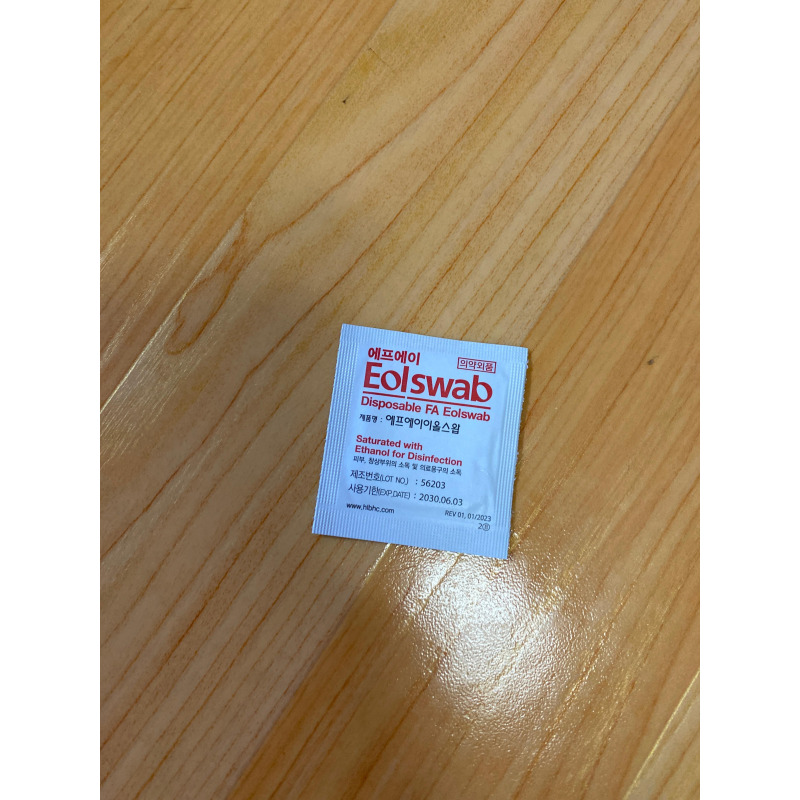 에프에이
의약외품
Eolswab
Disposable FA Eolswab
제품명 : 에프에이이올스왑
Saturated with
Ethanol for Disinfection
피부, 창상부위의 소독 및 의료용구의 소독
제조번호(LOT NO.) : 56203
사용기한(EXP.DATE) : 2030.06.03
www.hlbhc.com
REV 01, 01/2023